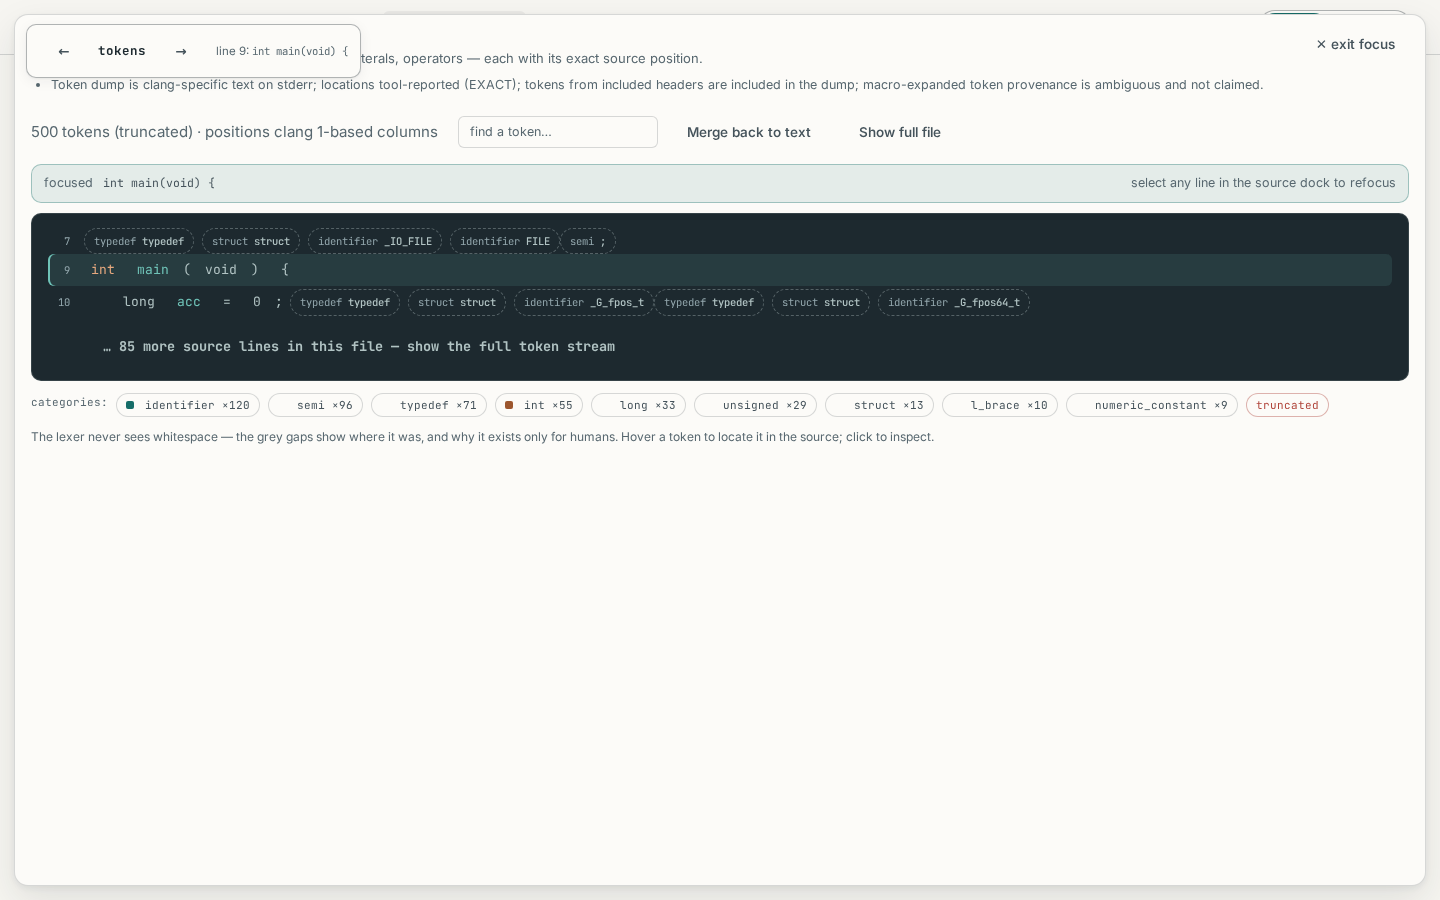 ← tokens → line 9: int main(void) {
✕ exit focus
terals, operators — each with its exact source position.
• Token dump is clang-specific text on stderr; locations tool-reported (EXACT); tokens from included headers are included in the dump; macro-expanded token provenance is ambiguous and not claimed.
500 tokens (truncated) · positions clang 1-based columns find a token... Merge back to text Show full file
focused int main(void) { select any line in the source dock to refocus
7 typedef typedef struct struct identifier _IO_FILE identifier FILE semi ;
9 int main ( void ) {
10 long acc = 0 ; typedef typedef struct struct identifier _G_fpos_t typedef typedef struct struct identifier _G_fpos64_t
… 85 more source lines in this file — show the full token stream
categories: identifier ×120 semi ×96 typedef ×71 int ×55 long ×33 unsigned ×29 struct ×13 l_brace ×10 numeric_constant ×9 truncated
The lexer never sees whitespace — the grey gaps show where it was, and why it exists only for humans. Hover a token to locate it in the source; click to inspect.